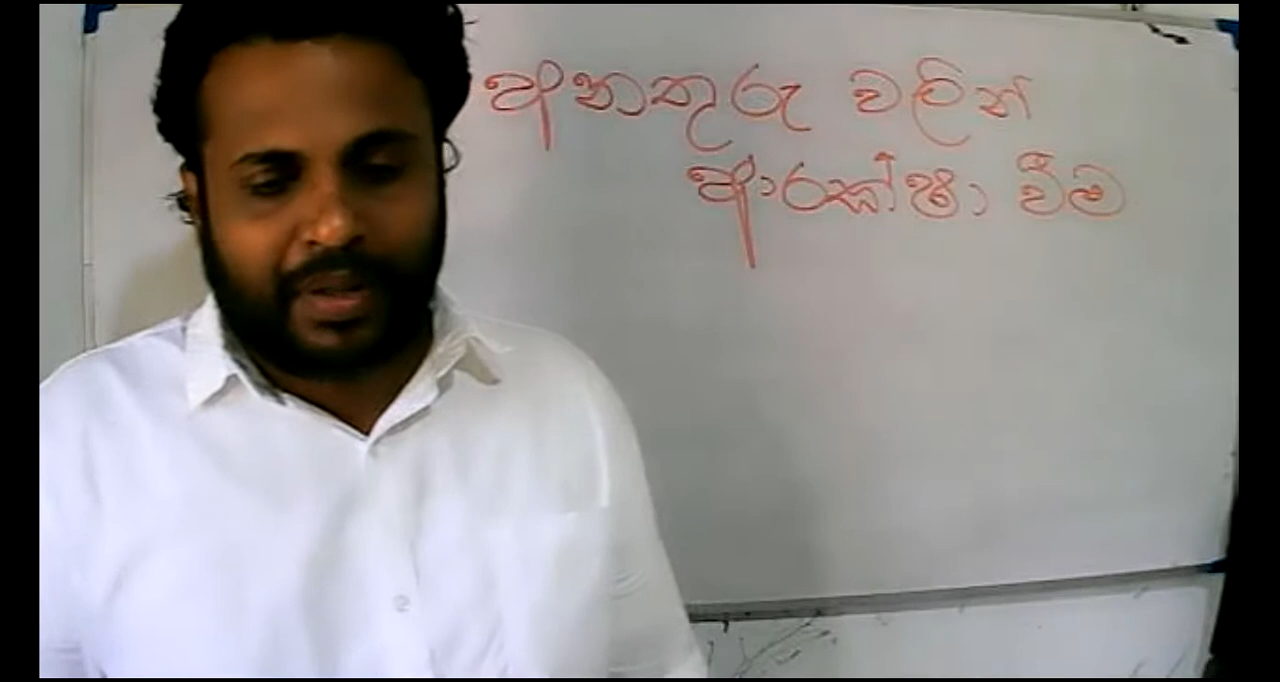 අනතුරු වලින්
ආරක්ෂා වීම